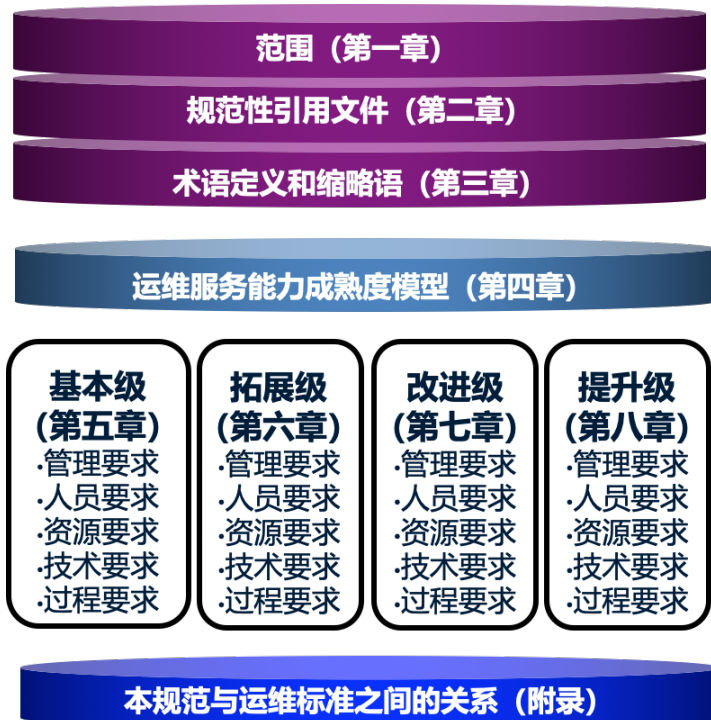 范围（第一章）
规范性引用文件（第二章）
术语定义和缩略语（第三章）
运维服务能力成熟度模型（第四章）
基本级
(第五章)
·管理要求
·人员要求
·资源要求
·技术要求
·过程要求
拓展级
(第六章)
·管理要求
·人员要求
·资源要求
·技术要求
·过程要求
改进级
(第七章)
·管理要求
·人员要求
·资源要求
·技术要求
·过程要求
提升级
(第八章)
·管理要求
·人员要求
·资源要求
·技术要求
·过程要求
本规范与运维标准之间的关系（附录）